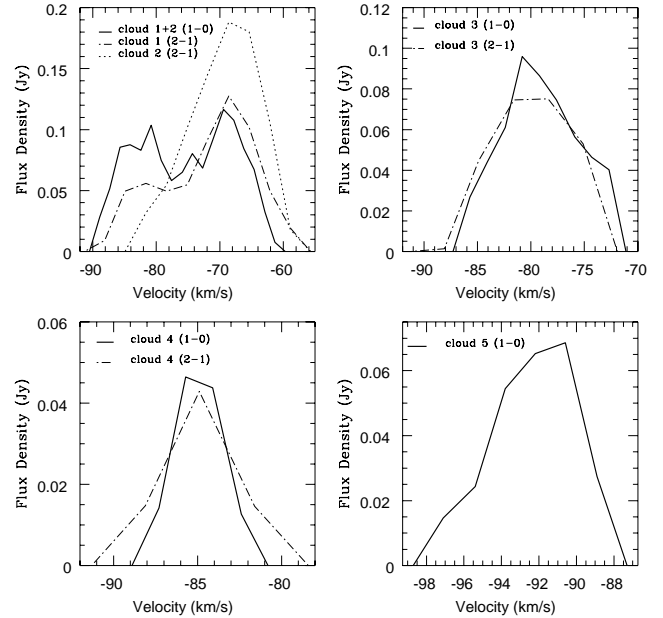 cloud 1+2 (1−0)
cloud 1 (2−1)
cloud 2 (2−1)
Flux Density (Jy)
0.2
0.15
0.1
0.05
0
-90 -80 -70 -60
Velocity (km/s)
cloud 3 (1−0)
cloud 3 (2−1)
Flux Density (Jy)
0.12
0.1
0.08
0.06
0.04
0.02
0
-90 -85 -80 -75 -70
Velocity (km/s)
cloud 4 (1−0)
cloud 4 (2−1)
Flux Density (Jy)
0.06
0.04
0.02
0
-90 -85 -80
Velocity (km/s)
cloud 5 (1−0)
Flux Density (Jy)
0.06
0.04
0.02
0
-98 -96 -94 -92 -90 -88
Velocity (km/s)